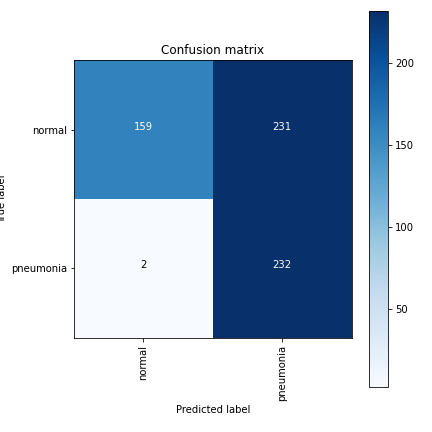 Confusion matrix
normal
159
231
pneumonia
2
232
normal
pneumonia
Predicted label
200
150
100
50